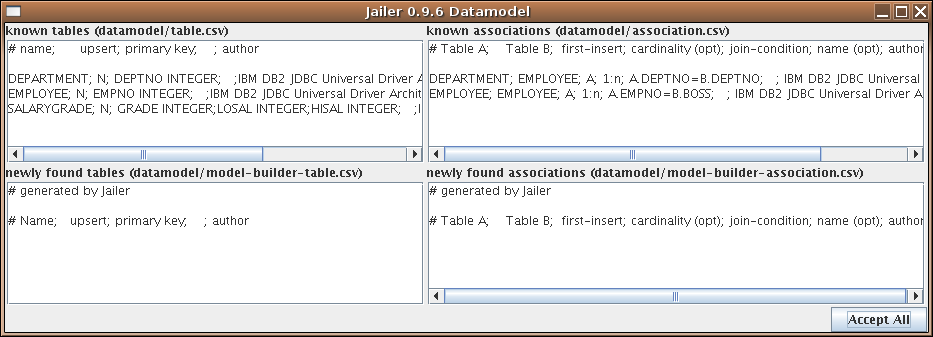 Jailer 0.9.6 Datamodel
known tables (datamodel/table.csv)
# name; upsert; primary key; ; author
DEPARTMENT; N; DEPTNO INTEGER; ;IBM DB2 JDBC Universal Driver A
EMPLOYEE; N; EMPNO INTEGER; ;IBM DB2 JDBC Universal Driver Archit
SALARYGRADE; N; GRADE INTEGER;LOSAL INTEGER;HISAL INTEGER; ;I
known associations (datamodel/association.csv)
# Table A; Table B; first-insert; cardinality (opt); join-condition; name (opt); author
DEPARTMENT; EMPLOYEE; A; 1:n; A.DEPTNO=B.DEPTNO; ; IBM DB2 JDBC Universal
EMPLOYEE; EMPLOYEE; A; 1:n; A.EMPNO=B.BOSS; ; IBM DB2 JDBC Universal Driver A
newly found tables (datamodel/model-builder-table.csv)
# generated by Jailer
# Name; upsert; primary key; ; author
newly found associations (datamodel/model-builder-association.csv)
# generated by Jailer
# Table A; Table B; first-insert; cardinality (opt); join-condition; name (opt); author
Accept All